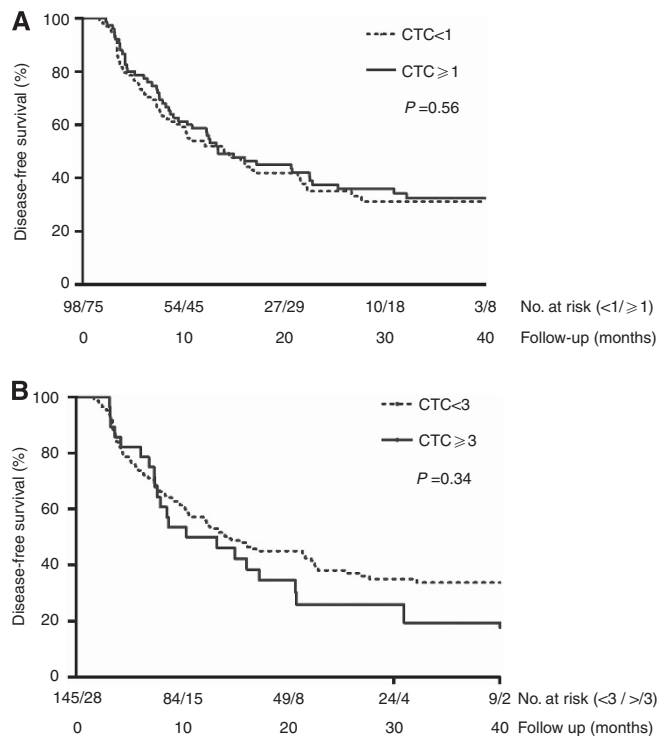 A
100
80
60
40
20
0
Disease-free survival (%)
CTC<1
CTC⩾1
P=0.56
98/75 54/45 27/29 10/18 3/8 No. at risk (<1/⩾1)
0 10 20 30 40 Follow-up (months)
B
100
80
60
40
20
0
Disease-free survival (%)
CTC<3
CTC⩾3
P=0.34
145/28 84/15 49/8 24/4 9/2 No. at risk (<3 / >/3)
0 10 20 30 40 Follow up (months)